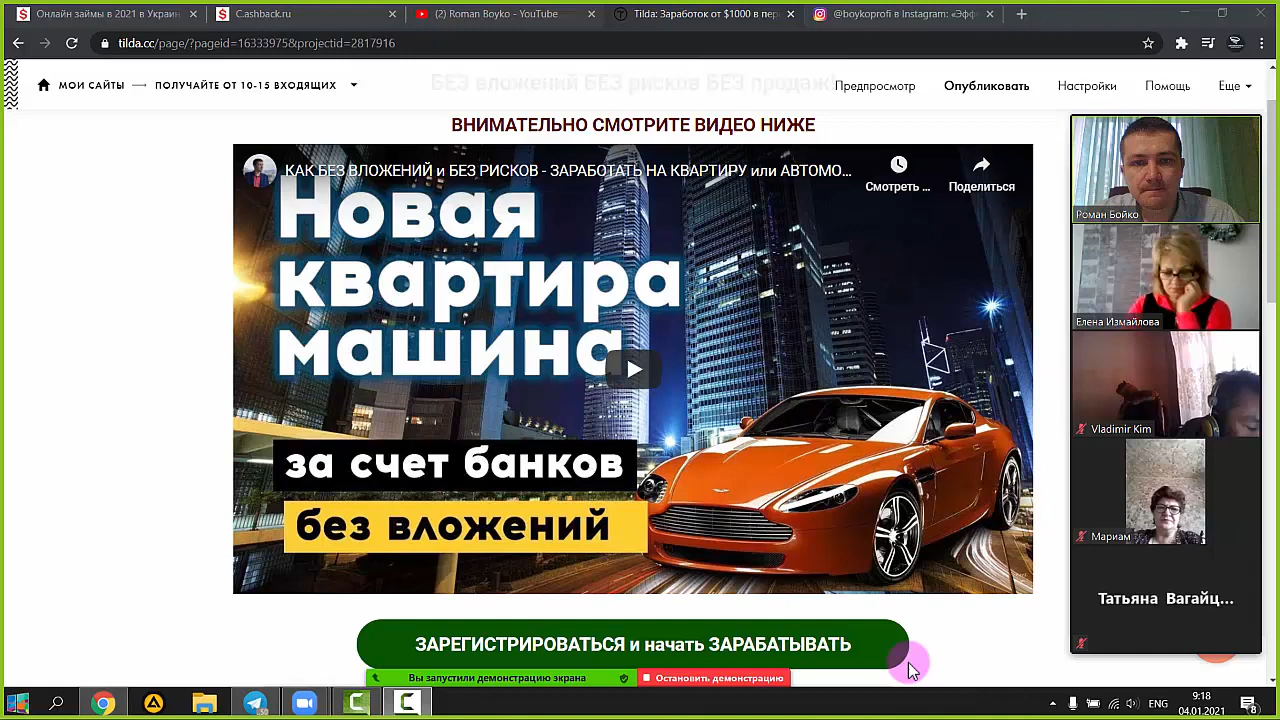 Онлайн займы в 2021 в Украин
C.ashback.ru
(2) Roman Boyko - YouTube
Tilda: Заработок от $1000 в пер
@boykoprofi в Instagram: «Эфф
tilda.cc/page/?pageid=16333975&projectid=2817916
МОИ САЙТЫ — ПОЛУЧАЙТЕ ОТ 10-15 ВХОДЯЩИХ
БЕЗ вложений БЕЗ рисков БЕЗ продаж!
Предпросмотр
Опубликовать
Настройки
Помощь
Еще
ВНИМАТЕЛЬНО СМОТРИТЕ ВИДЕО НИЖЕ
КАК БЕЗ ВЛОЖЕНИЙ и БЕЗ РИСКОВ - ЗАРАБОТАТЬ НА КВАРТИРУ или АВТОМО...
Смотреть ...
Поделиться
Новая
квартира
машина
за счет банков
без вложений
Роман Бойко
Елена Измайлова
Vladimir Kim
Мариам
Татьяна Вагайц...
ЗАРЕГИСТРИРОВАТЬСЯ и начать ЗАРАБАТЫВАТЬ
Вы запустили демонстрацию экрана
Остановить демонстрацию
50
ENG
9:18
04.01.2021
8